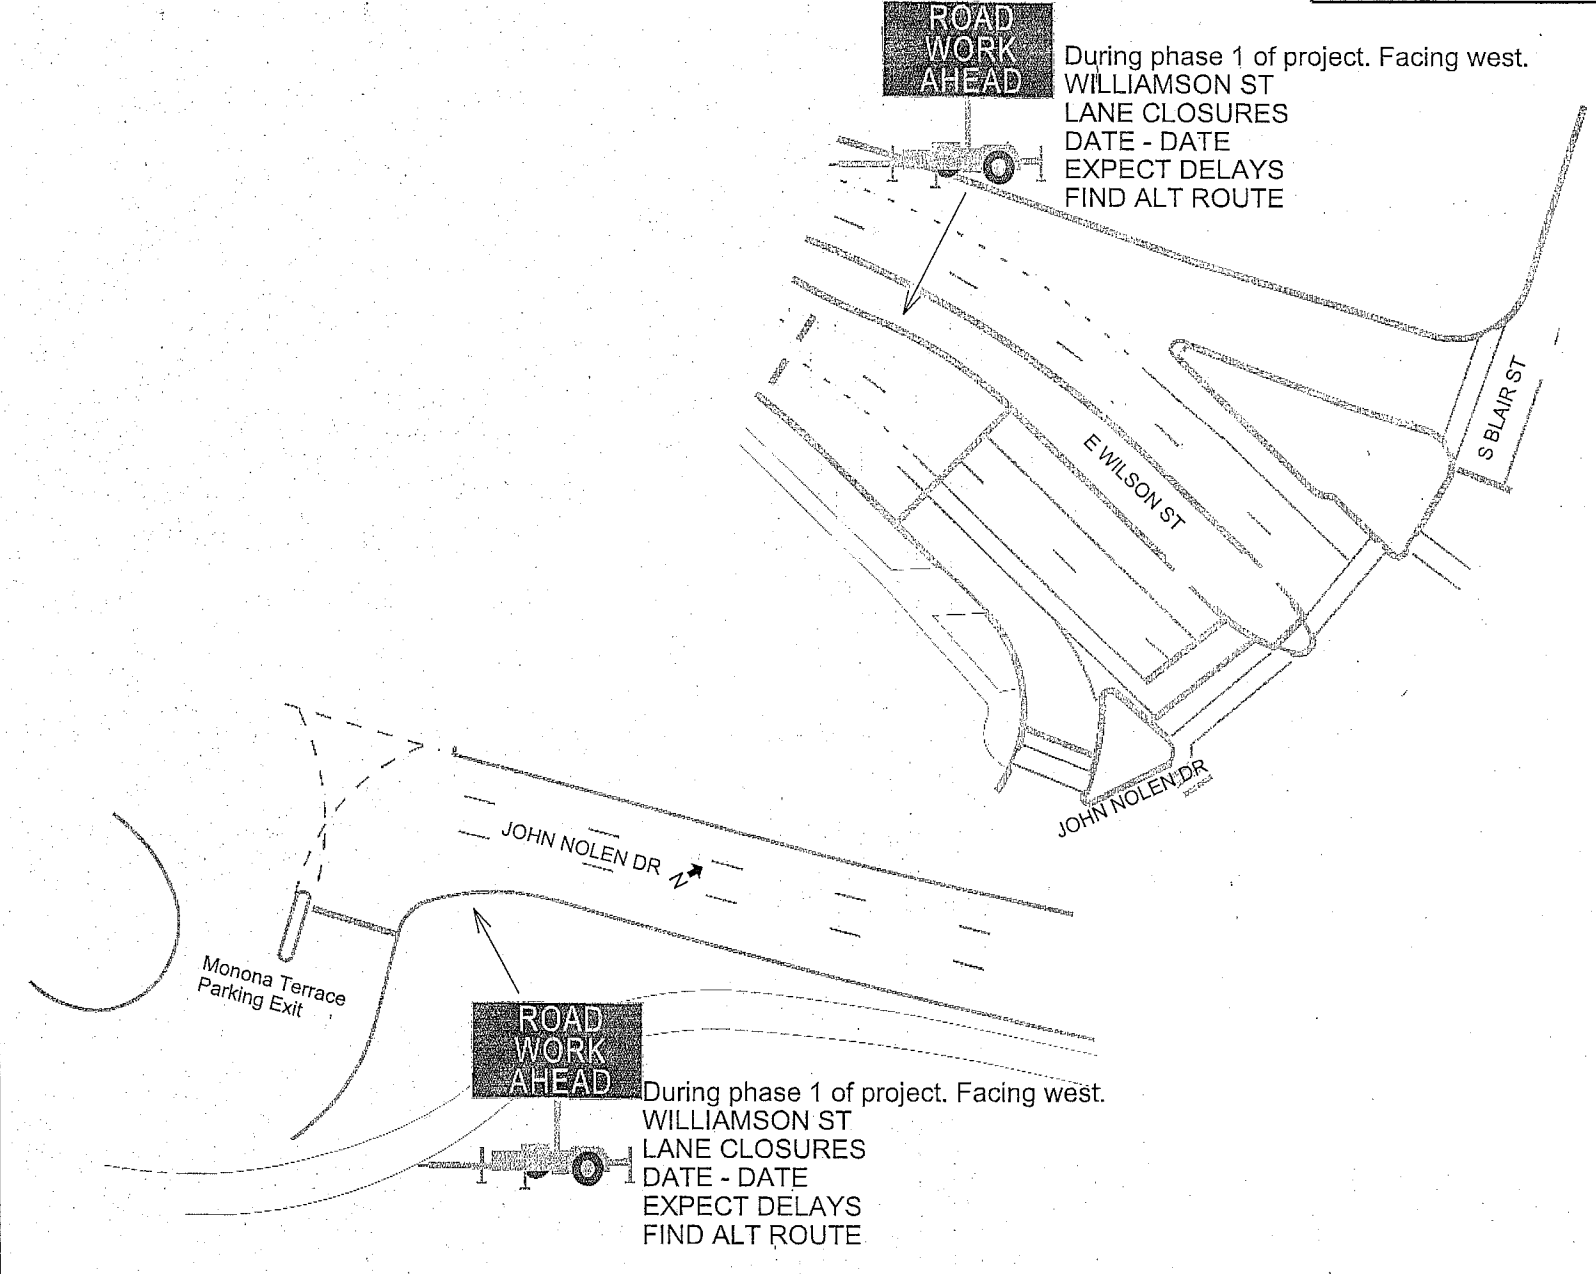 ROAD
WORK
AHEAD
During phase 1 of project. Facing west.
WILLIAMSON ST
LANE CLOSURES
DATE - DATE
EXPECT DELAYS
FIND ALT ROUTE
S BLAIR ST
E WILSON ST
JOHN NOLEN DR
JOHN NOLEN DR
N
Monona Terrace
Parking Exit
ROAD
WORK
AHEAD
During phase 1 of project. Facing west.
WILLIAMSON ST
LANE CLOSURES
DATE - DATE
EXPECT DELAYS
FIND ALT ROUTE